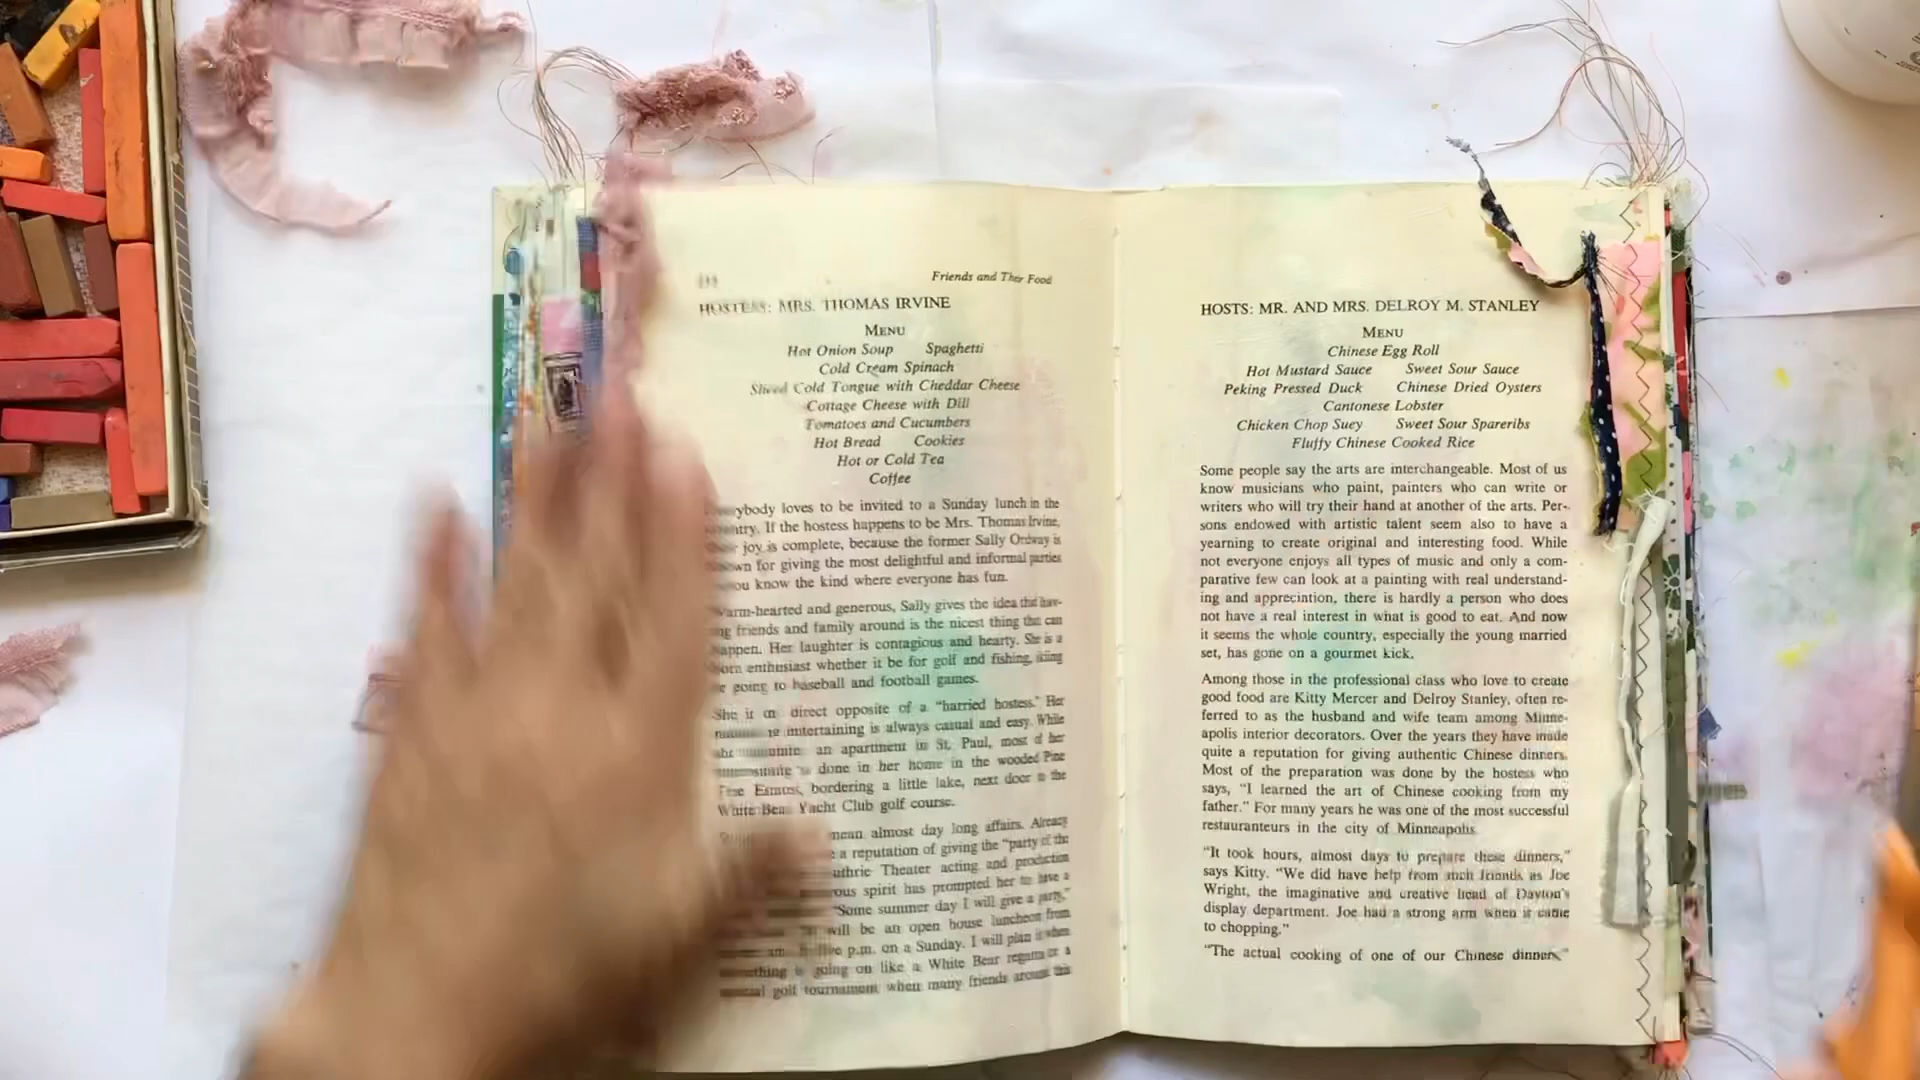 Friends and Their Food
HOSTESS: MRS. THOMAS IRVINE
MENU
Hot Onion Soup Spaghetti
Cold Cream Spinach
Sliced Cold Tongue with Cheddar Cheese
Cottage Cheese with Dill
Tomatoes and Cucumbers
Hot Bread Cookies
Hot or Cold Tea
Coffee
loves to be invited to a Sunday lunch in the
If the hostess happens to be Mrs. Thomas Irvine,
joy is complete, because the former Sally Ordway is
for giving the most delightful and informal parties
you know the kind where everyone has fun.
warm-hearted and generous, Sally gives the idea that hav-
friends and family around is the nicest thing that can
happen. Her laughter is contagious and hearty. She is a
born enthusiast whether it be for golf and fishing, skiing
going to baseball and football games.
She direct opposite of a "harried hostess." Her
entertaining is always casual and easy. While
an apartment in St. Paul, most of her
done in her home in the wooded Pine
bordering a little lake, next door to the
White Bear Yacht Club golf course.
mean almost day long affairs. Already
a reputation of giving the "party of the
Theater acting and production
spirit has prompted her to have a
"Some summer day I will give a party,"
will be an open house luncheon from
p.m. on a Sunday. I will plan it when
going on like a White Bear regatta or a
golf tournament when many friends around this
HOSTS: MR. AND MRS. DELROY M. STANLEY
MENU
Chinese Egg Roll
Hot Mustard Sauce Sweet Sour Sauce
Peking Pressed Duck Chinese Dried Oysters
Cantonese Lobster
Chicken Chop Suey Sweet Sour Spareribs
Fluffy Chinese Cooked Rice
Some people say the arts are interchangeable. Most of us
know musicians who paint, painters who can write or
writers who will try their hand at another of the arts. Per-
sons endowed with artistic talent seem also to have a
yearning to create original and interesting food. While
not everyone enjoys all types of music and only a com-
parative few can look at a painting with real understand-
ing and appreciation, there is hardly a person who does
not have a real interest in what is good to eat. And now
it seems the whole country, especially the young married
set, has gone on a gourmet kick.
Among those in the professional class who love to create
good food are Kitty Mercer and Delroy Stanley, often re-
ferred to as the husband and wife team among Minne-
apolis interior decorators. Over the years they have made
quite a reputation for giving authentic Chinese dinners.
Most of the preparation was done by the hostess who
says, "I learned the art of Chinese cooking from my
father." For many years he was one of the most successful
restauranteurs in the city of Minneapolis.
"It took hours, almost days to prepare these dinners,"
says Kitty. "We did have help from such friends as Joe
Wright, the imaginative and creative head of Dayton's
display department. Joe had a strong arm when it came
to chopping."
"The actual cooking of one of our Chinese dinners"